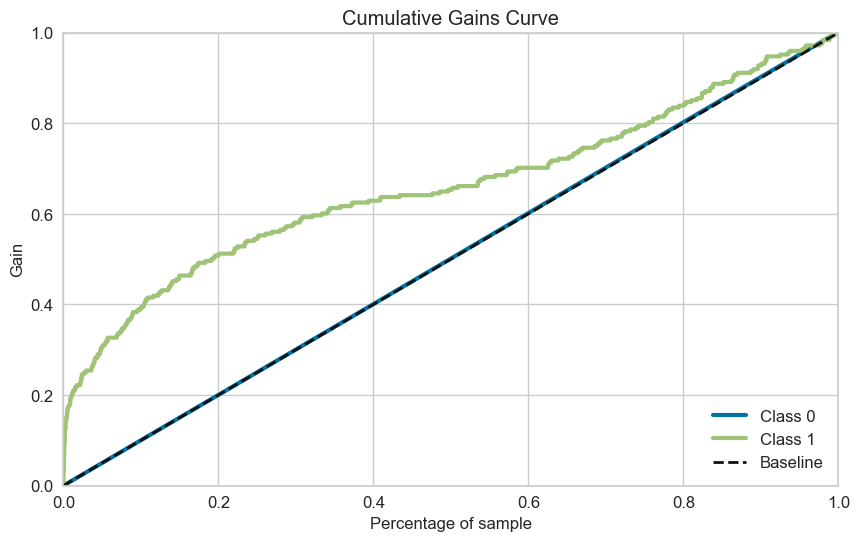 Cumulative Gains Curve
1.0
0.8
0.6
0.4
0.2
0.0
Gain
0.0 0.2 0.4 0.6 0.8 1.0
Percentage of sample
Class 0
Class 1
Baseline